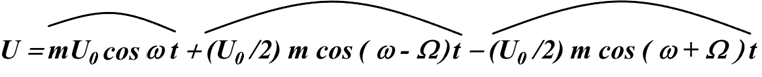 U = mU₀ cos ω t + (U₀ /2) m cos ( ω - Ω)t − (U₀ /2) m cos ( ω + Ω )t